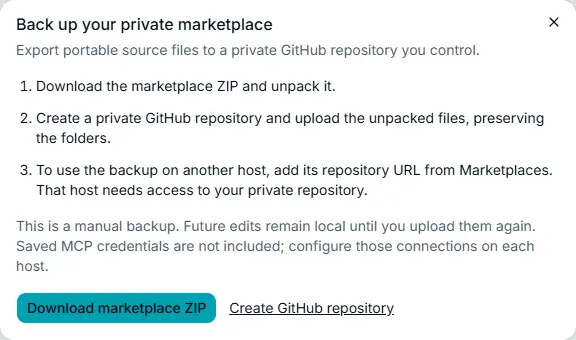 Back up your private marketplace
Export portable source files to a private GitHub repository you control.
1. Download the marketplace ZIP and unpack it.
2. Create a private GitHub repository and upload the unpacked files, preserving
the folders.
3. To use the backup on another host, add its repository URL from Marketplaces.
That host needs access to your private repository.
This is a manual backup. Future edits remain local until you upload them again.
Saved MCP credentials are not included; configure those connections on each
host.
Download marketplace ZIP Create GitHub repository